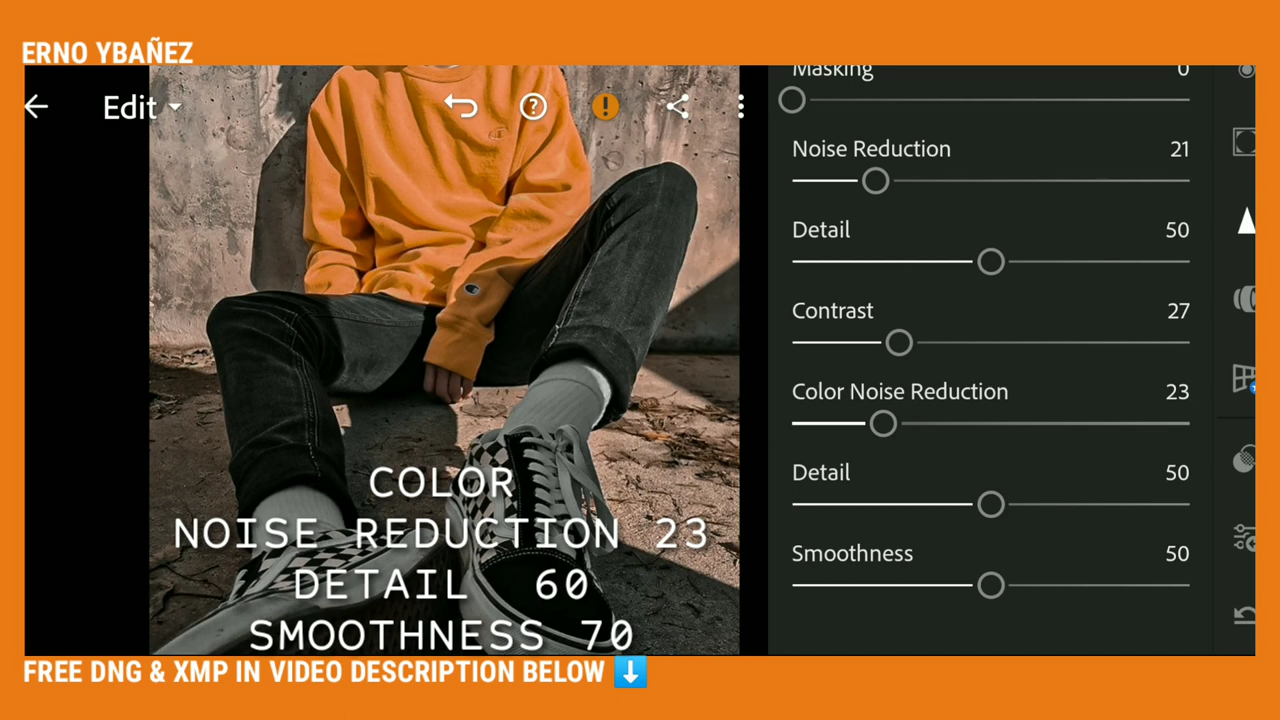 ERNO YBAÑEZ
Edit
Masking 0
Noise Reduction 21
Detail 50
Contrast 27
Color Noise Reduction 23
Detail 50
Smoothness 50
COLOR
NOISE REDUCTION 23
DETAIL 60
SMOOTHNESS 70
FREE DNG & XMP IN VIDEO DESCRIPTION BELOW ⬇